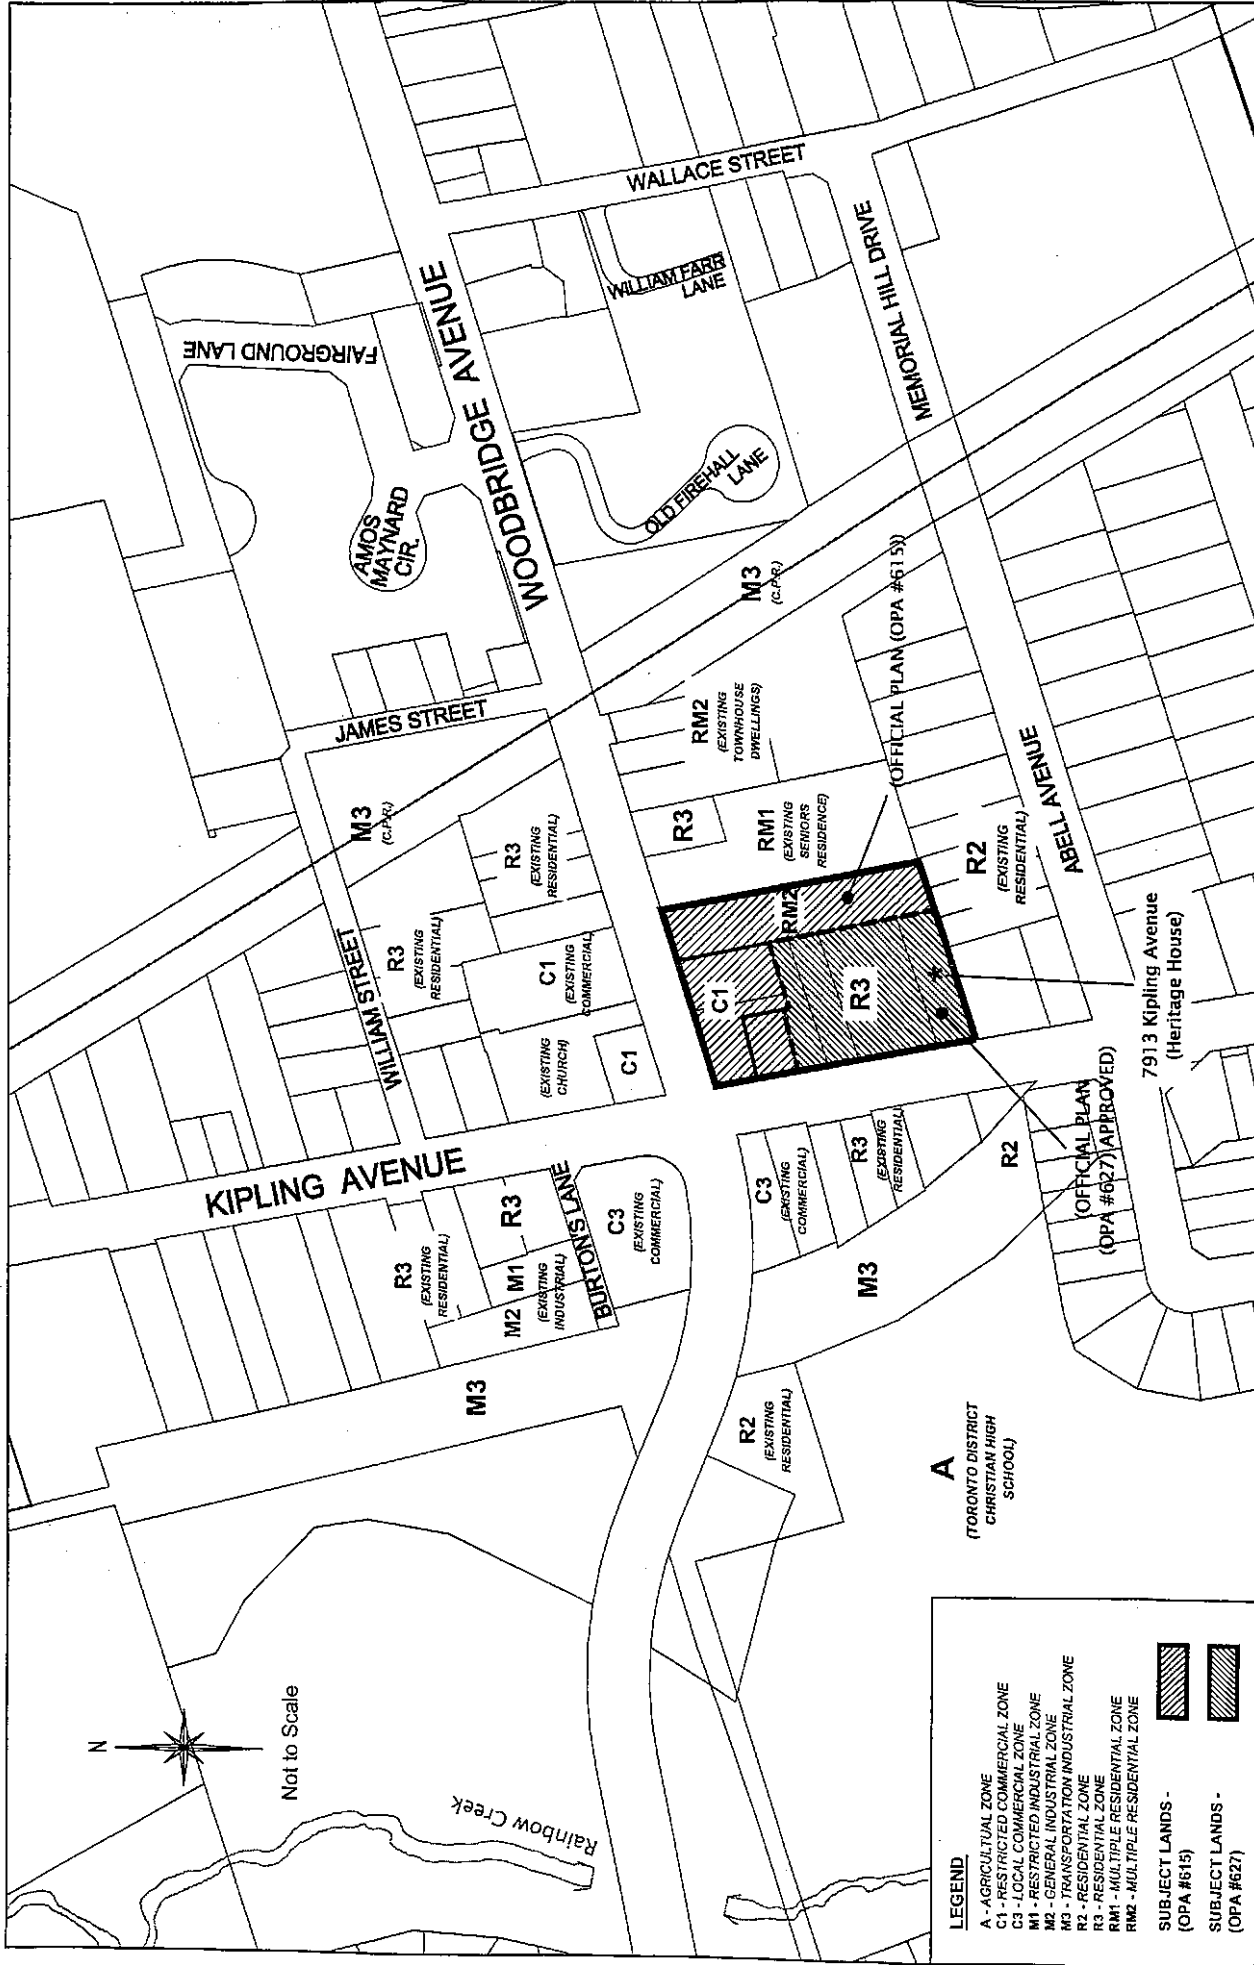 N
Not to Scale
Rainbow Creek
KIPLING AVENUE
WILLIAM STREET
JAMES STREET
AMOS
MAYNARD
CIR.
FAIRGROUND LANE
WOODBRIDGE AVENUE
WALLACE STREET
WILLIAM FARR
LANE
OLD FIREHALL
LANE
MEMORIAL HILL DRIVE
ABELL AVENUE
BURTON'S LANE
M3
R3
(EXISTING
RESIDENTIAL)
M2
M1
(EXISTING
INDUSTRIAL)
R3
C3
(EXISTING
COMMERCIAL)
R3
(EXISTING
RESIDENTIAL)
(EXISTING
CHURCH)
C1
C1
(EXISTING
COMMERCIAL)
R3
(EXISTING
RESIDENTIAL)
M3
(C.P.R.)
M3
(C.P.R.)
R2
(EXISTING
RESIDENTIAL)
M3
C3
(EXISTING
COMMERCIAL)
R3
(EXISTING
RESIDENTIAL)
R2
C1
R3
RM2
*
R3
RM1
(EXISTING
SENIORS
RESIDENCE)
RM2
(EXISTING
TOWNHOUSE
DWELLINGS)
R2
(EXISTING
RESIDENTIAL)
(OFFICIAL PLAN (OPA #615))
(OFFICIAL PLAN
(OPA #627) APPROVED)
7913 Kipling Avenue
(Heritage House)
A
(TORONTO DISTRICT
CHRISTIAN HIGH
SCHOOL)
LEGEND
A - AGRICULTUAL ZONE
C1 - RESTRICTED COMMERCIAL ZONE
C3 - LOCAL COMMERCIAL ZONE
M1 - RESTRICTED INDUSTRIAL ZONE
M2 - GENERAL INDUSTRIAL ZONE
M3 - TRANSPORTATION INDUSTRIAL ZONE
R2 - RESIDENTIAL ZONE
R3 - RESIDENTIAL ZONE
RM1 - MULTIPLE RESIDENTIAL ZONE
RM2 - MULTIPLE RESIDENTIAL ZONE
SUBJECT LANDS -
(OPA #615)
SUBJECT LANDS -
(OPA #627)